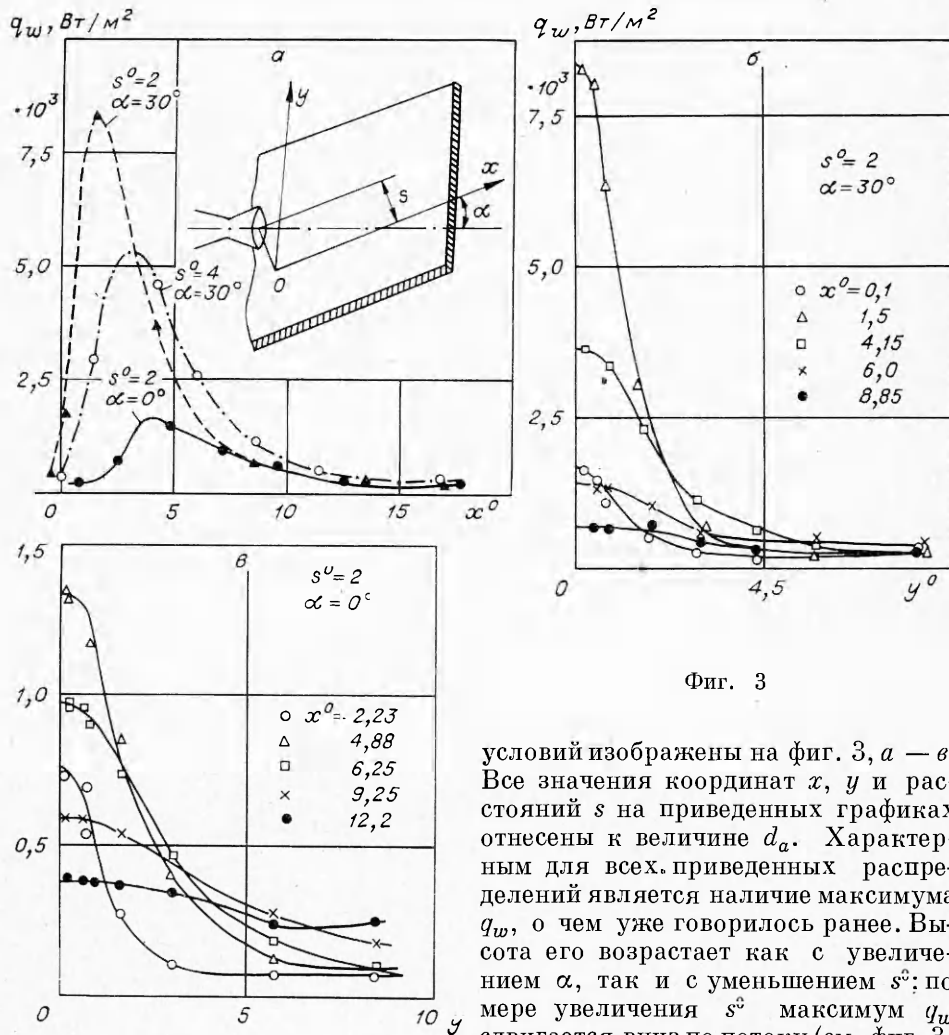 q_w, Вт/м²
·10³
7,5
5,0
2,5
0
5
10
15
x°
а
s°=2
α=30°
s°=4
α=30°
s°=2
α=0°
y
x
s
α
0
q_w, Вт/м²
·10³
7,5
5,0
2,5
0
4,5
y°
б
s°=2
α=30°
x°=0,1
1,5
4,15
6,0
8,85
1,5
1,0
0,5
0
5
10
y
в
s°=2
α=0°
x°=2,23
4,88
6,25
9,25
12,2
Фиг. 3
условий изображены на фиг. 3, а — в
Все значения координат x, y и рас-
стояний s на приведенных графиках
отнесены к величине d_a. Характер-
ным для всех приведенных распре-
делений является наличие максимума
q_w, о чем уже говорилось ранее. Вы-
сота его возрастает как с увеличе-
нием α, так и с уменьшением s°: по
мере увеличения s° максимум q_w